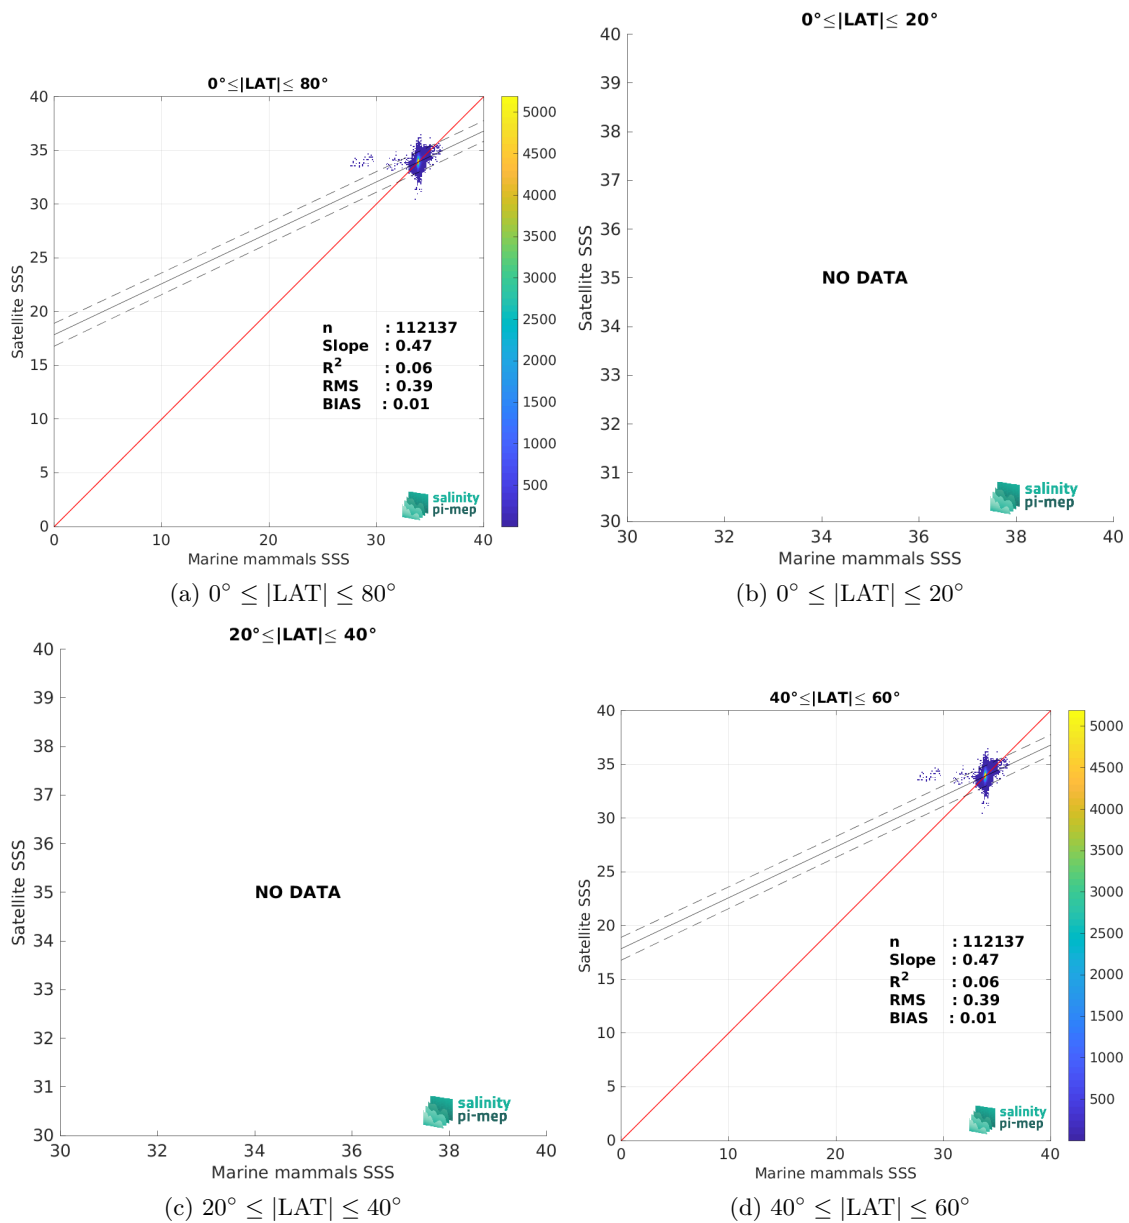 0°≤|LAT|≤ 80°
Satellite SSS
40
35
30
25
20
15
10
5
0
0 10 20 30 40
Marine mammals SSS
n : 112137
Slope : 0.47
R² : 0.06
RMS : 0.39
BIAS : 0.01
5000
4500
4000
3500
3000
2500
2000
1500
1000
500
salinity
pi-mep
(a) 0° ≤ |LAT| ≤ 80°
0°≤|LAT|≤ 20°
Satellite SSS
40
39
38
37
36
35
34
33
32
31
30
30 32 34 36 38 40
Marine mammals SSS
NO DATA
salinity
pi-mep
(b) 0° ≤ |LAT| ≤ 20°
20°≤|LAT|≤ 40°
Satellite SSS
40
39
38
37
36
35
34
33
32
31
30
30 32 34 36 38 40
Marine mammals SSS
NO DATA
salinity
pi-mep
(c) 20° ≤ |LAT| ≤ 40°
40°≤|LAT|≤ 60°
Satellite SSS
40
35
30
25
20
15
10
5
0
0 10 20 30 40
Marine mammals SSS
n : 112137
Slope : 0.47
R² : 0.06
RMS : 0.39
BIAS : 0.01
5000
4500
4000
3500
3000
2500
2000
1500
1000
500
salinity
pi-mep
(d) 40° ≤ |LAT| ≤ 60°